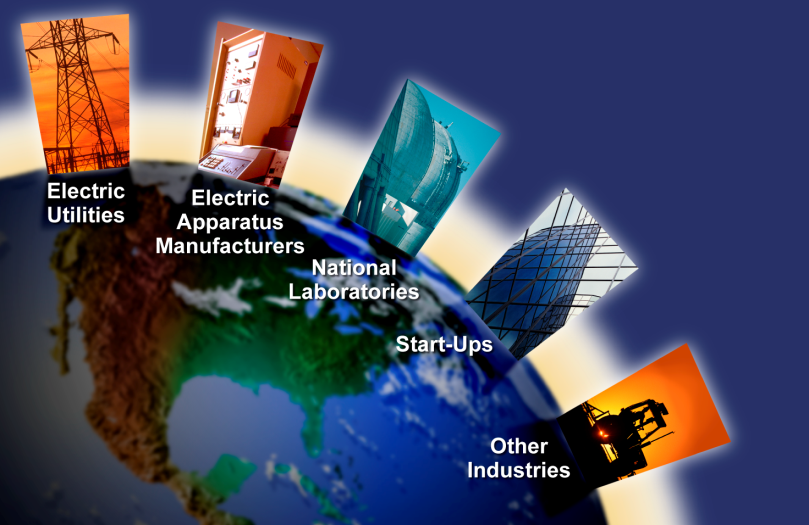 Electric
Utilities
Electric
Apparatus
Manufacturers
National
Laboratories
Start-Ups
Other
Industries